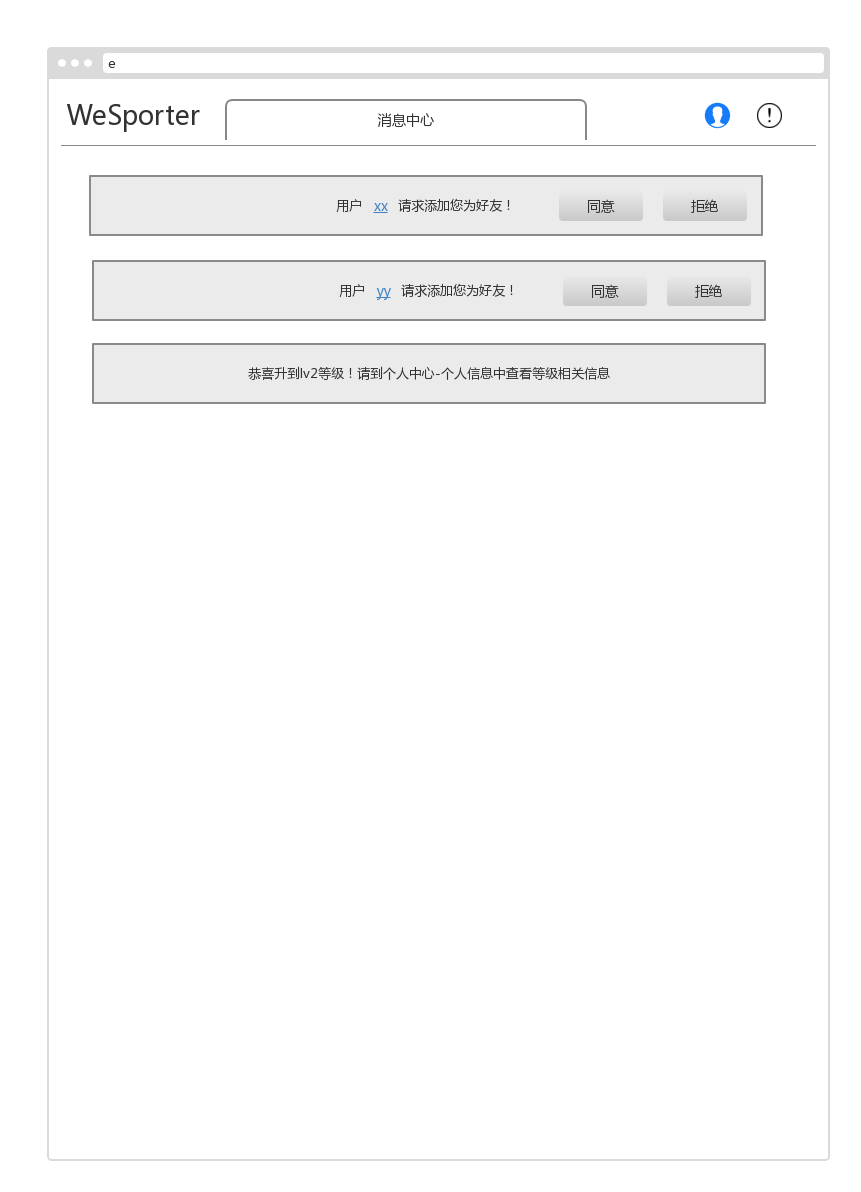 e
WeSporter
消息中心
用户 xx 请求添加您为好友！ 同意 拒绝
用户 yy 请求添加您为好友！ 同意 拒绝
恭喜升到lv2等级！请到个人中心-个人信息中查看等级相关信息